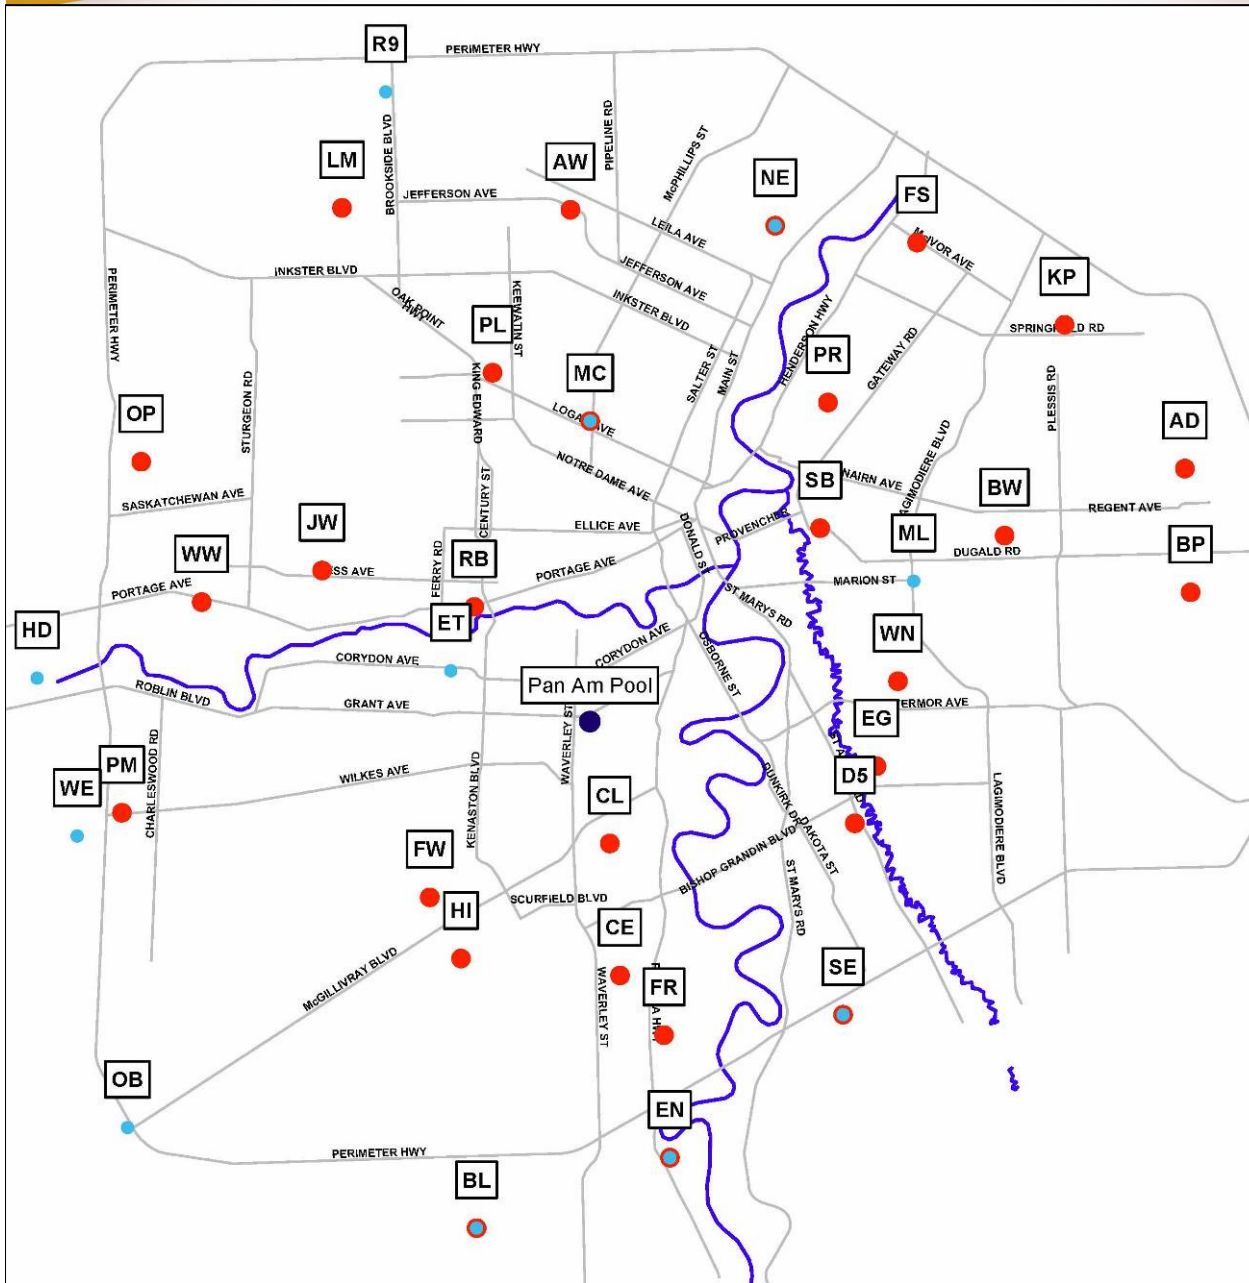 R9
PERIMETER HWY
LM
BROOKSIDE BLVD
AW
PIPELINE RD
McPHILLIPS ST
NE
FS
JEFFERSON AVE
LEILA AVE
McIVOR AVE
KP
PERIMETER HWY
INKSTER BLVD
OAK POINT
HWY
KEEWATIN ST
JEFFERSON AVE
INKSTER BLVD
PL
MC
SALTER ST
MAIN ST
HENDERSON HWY
PR
GATEWAY RD
SPRINGFIELD RD
OP
STURGEON RD
KING EDWARD
LOGAN AVE
PLESSIS RD
AD
SASKATCHEWAN AVE
NOTRE DAME AVE
SB
NAIRN AVE
LAGIMODIERE BLVD
BW
REGENT AVE
JW
CENTURY ST
ELLICE AVE
DONALD ST
PROVENCHER
ML
DUGALD RD
BP
WW
ESS AVE
FERRY RD
RB
PORTAGE AVE
MARION ST
PORTAGE AVE
ST MARYS RD
HD
ET
WN
CORYDON AVE
CORYDON AVE
OSBORNE ST
ROBLIN BLVD
GRANT AVE
Pan Am Pool
WAVERLEY ST
EG
ERMOR AVE
PM
WE
CHARLESWOOD RD
WILKES AVE
KENASTON BLVD
CL
DUNKIRK DR
DAKOTA ST
D5
LAGIMODIERE BLVD
FW
HI
SCURFIELD BLVD
BISHOP GRANDIN BLVD
ST MARYS RD
CE
McGILLIVRAY BLVD
WAVERLEY ST
FR
SE
OB
EN
PERIMETER HWY
BL